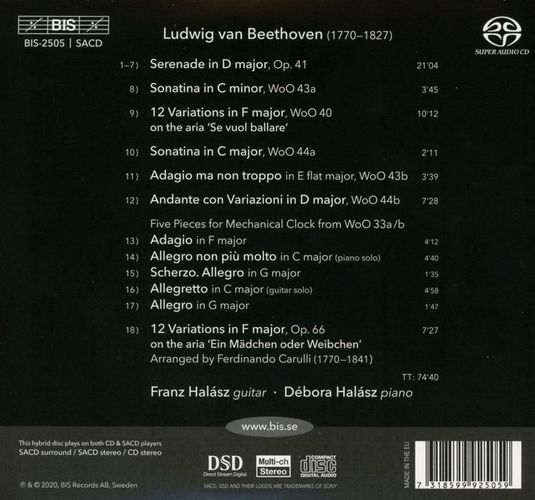 BIS
BIS-2505 | SACD
Ludwig van Beethoven (1770–1827)
SUPER AUDIO CD
1–7) Serenade in D major, Op. 41 21'04
8) Sonatina in C minor, WoO 43a 3'45
9) 12 Variations in F major, WoO 40 10'12
on the aria ‘Se vuol ballare’
10) Sonatina in C major, WoO 44a 2'11
11) Adagio ma non troppo in E flat major, WoO 43b 3'39
12) Andante con Variazioni in D major, WoO 44b 7'28
Five Pieces for Mechanical Clock from WoO 33a/b
13) Adagio in F major 4'12
14) Allegro non più molto in C major (piano solo) 4'40
15) Scherzo. Allegro in G major 1'35
16) Allegretto in C major (guitar solo) 4'58
17) Allegro in G major 1'47
18) 12 Variations in F major, Op. 66 7'27
on the aria ‘Ein Mädchen oder Weibchen’
Arranged by Ferdinando Carulli (1770–1841)
TT: 74'40
Franz Halász guitar · Débora Halász piano
www.bis.se
This hybrid disc plays on both CD & SACD players
SACD surround / SACD stereo / CD stereo
℗ & © 2020, BIS Records AB, Sweden
DSD
Direct Stream Digital
Multi-ch
Stereo
COMPACT
disc
DIGITAL AUDIO
SACD, DSD AND THEIR LOGOS ARE TRADEMARKS OF SONY
MADE IN THE EU
7 318599 925059